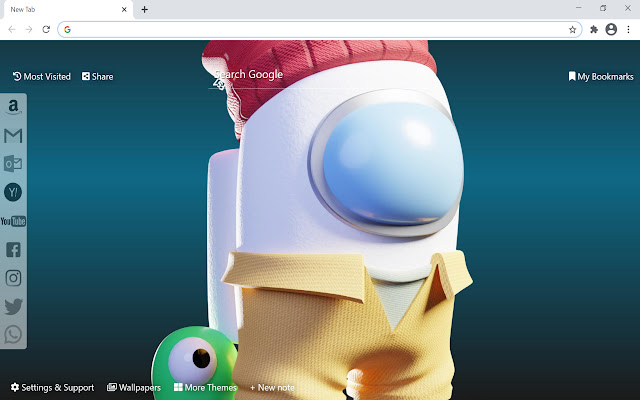 New Tab
Search Google
Most Visited
Share
My Bookmarks
a
G
O
Y!
YouTube
Settings & Support
Wallpapers
More Themes
+ New note